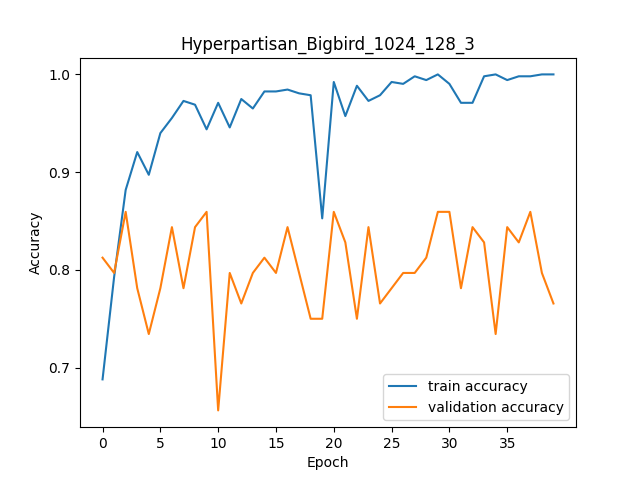 Hyperpartisan_Bigbird_1024_128_3
1.0
0.9
0.8
0.7
Accuracy
train accuracy
validation accuracy
0 5 10 15 20 25 30 35
Epoch